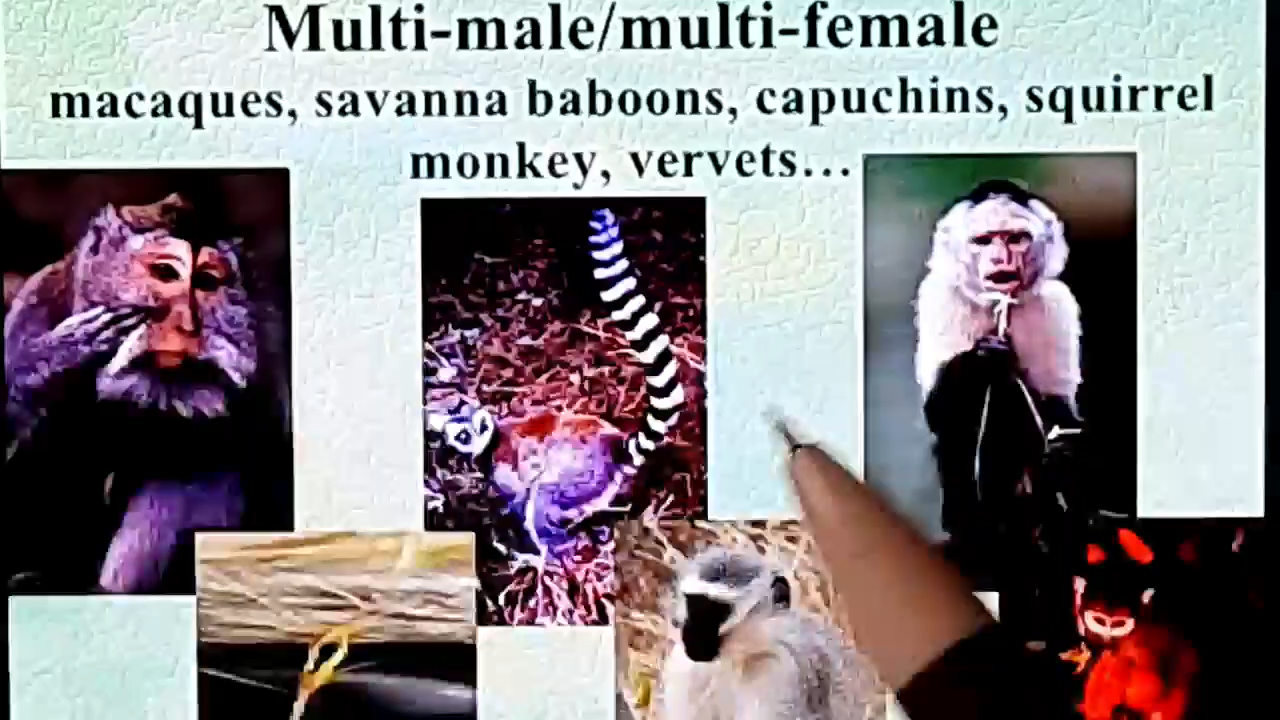 Multi-male/multi-female
macaques, savanna baboons, capuchins, squirrel
monkey, vervets…